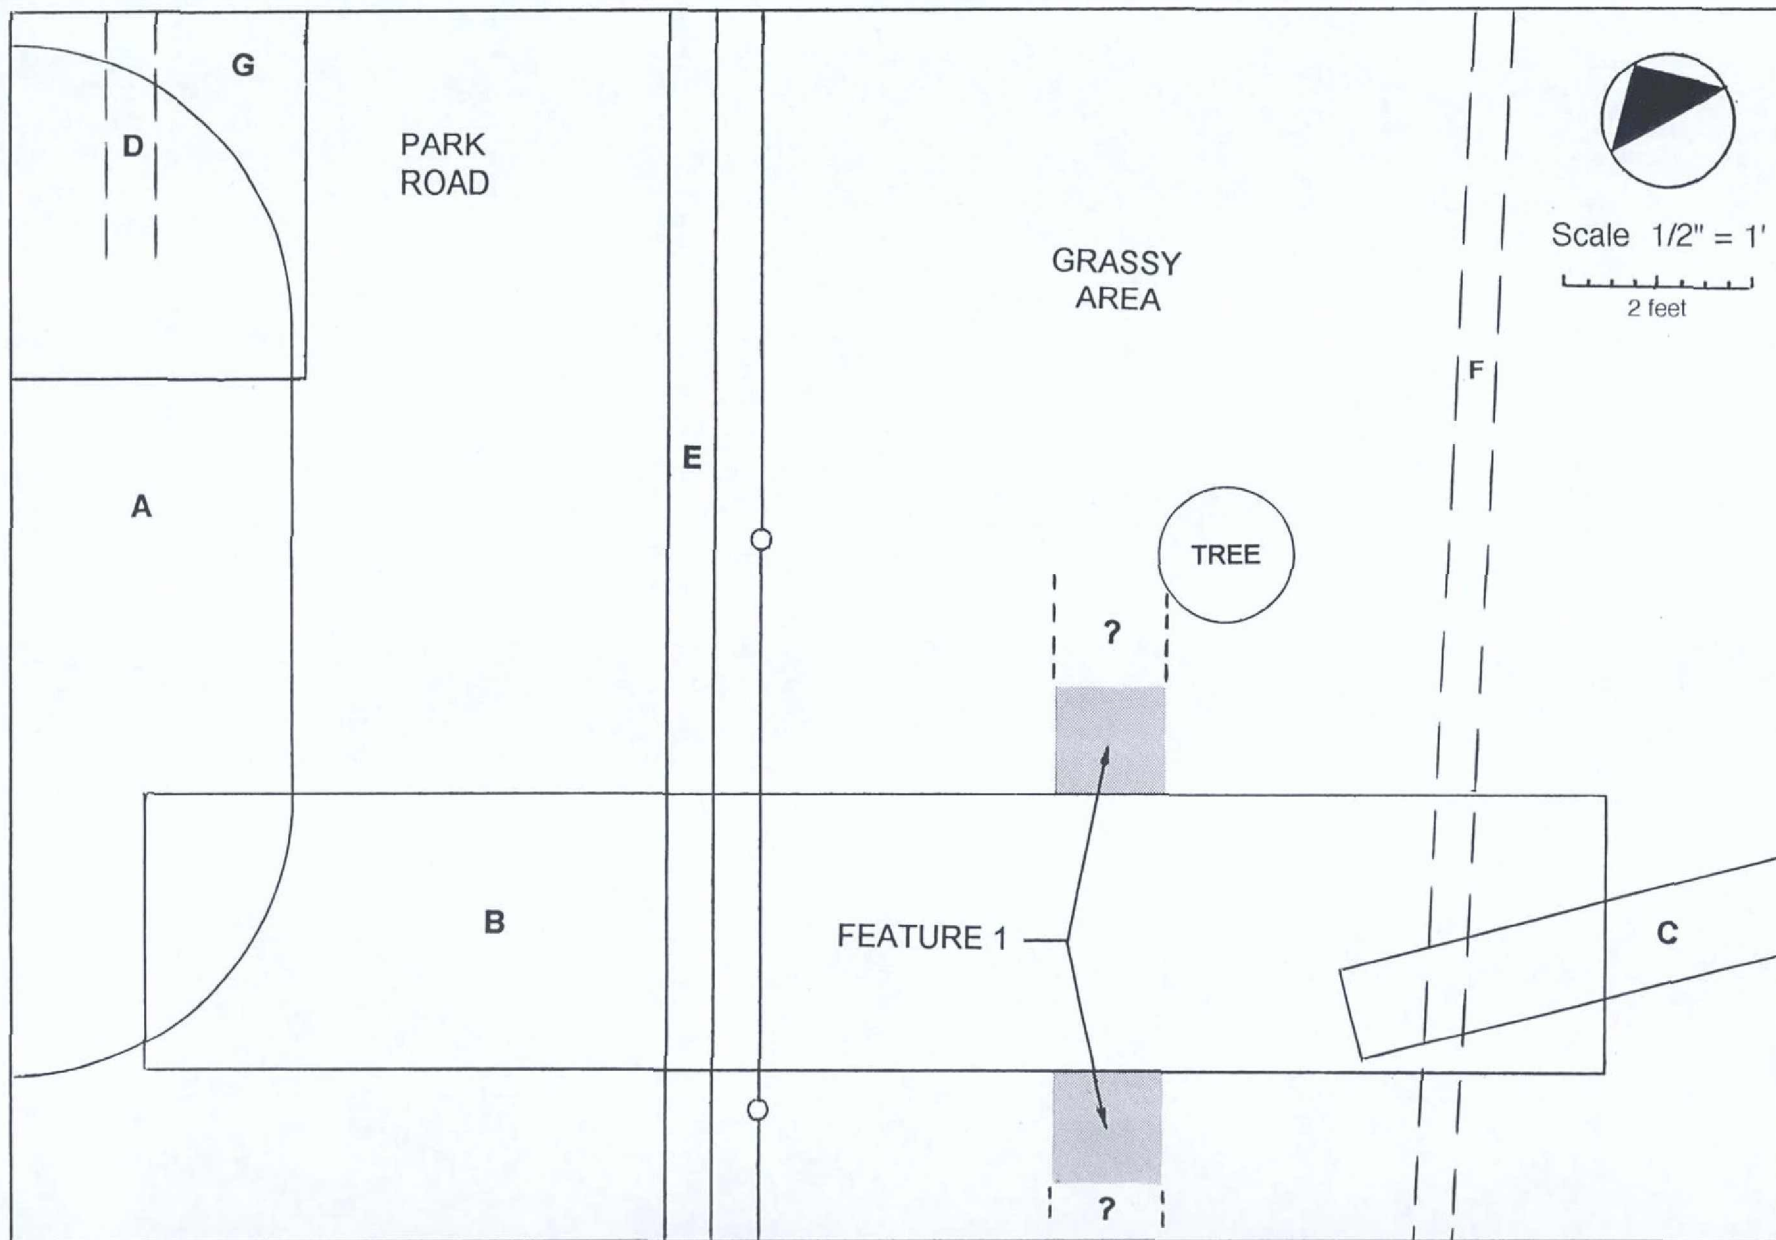 G
D
PARK
ROAD
GRASSY
AREA
Scale 1/2" = 1'
2 feet
F
E
A
TREE
?
B
FEATURE 1
C
?